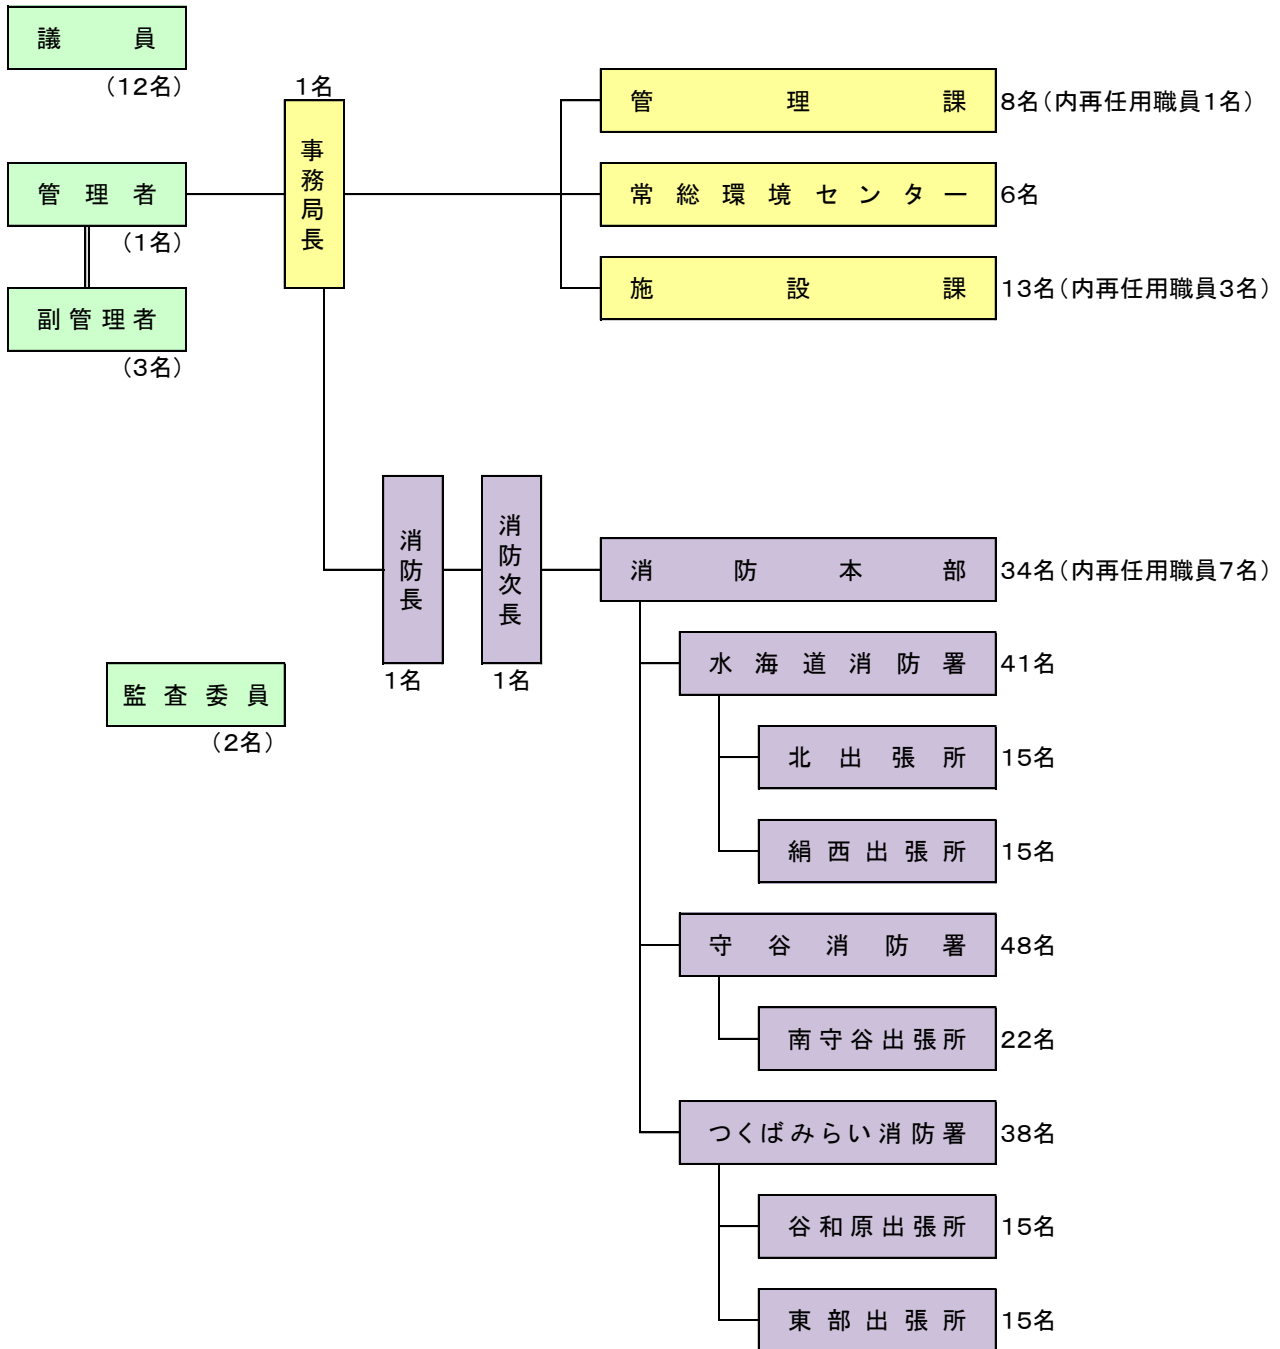 議員
（12名）
1名
管理課
8名（内再任用職員1名）
事務局長
管理者
（1名）
常総環境センター
6名
施設課
13名（内再任用職員3名）
副管理者
（3名）
消防長
1名
消防次長
1名
消防本部
34名（内再任用職員7名）
監査委員
（2名）
水海道消防署
41名
北出張所
15名
絹西出張所
15名
守谷消防署
48名
南守谷出張所
22名
つくばみらい消防署
38名
谷和原出張所
15名
東部出張所
15名